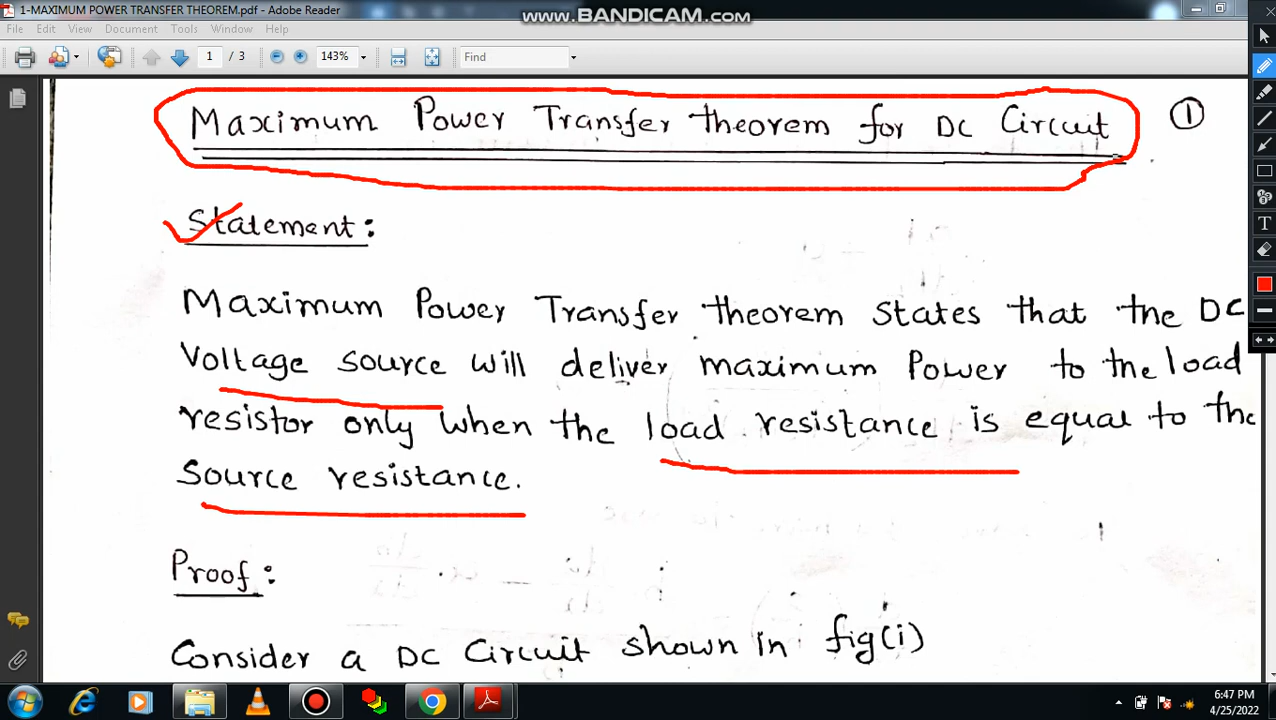 1-MAXIMUM POWER TRANSFER THEOREM.pdf - Adobe Reader
www.BANDICAM.com
File Edit View Document Tools Window Help
1 / 3 143% Find
Maximum Power Transfer theorem for DC Circuit ①
Statement:
Maximum Power Transfer theorem States that the DC
Voltage source will deliver maximum Power to the load
resistor only when the load resistance is equal to the
Source resistance.
Proof:
Consider a DC Circuit shown in fig(i)
6:47 PM
4/25/2022